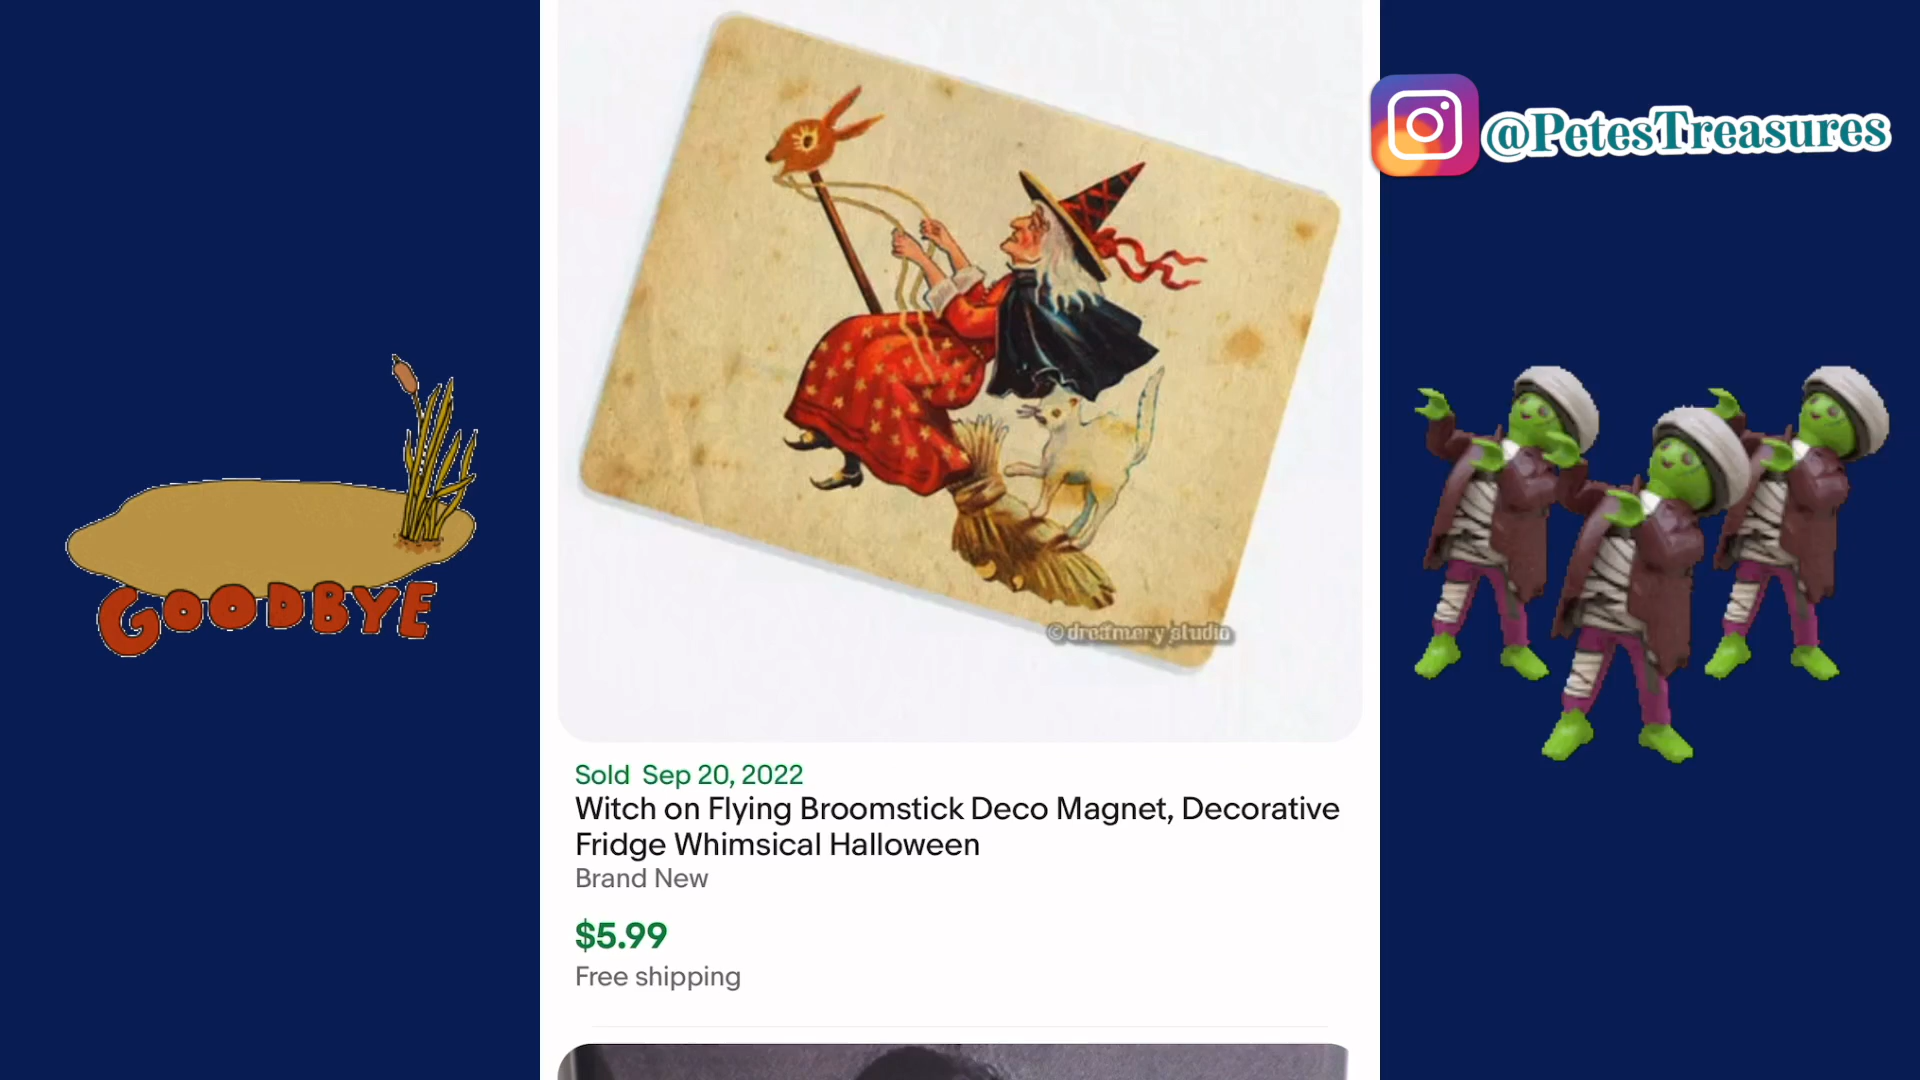 @PetesTreasures
GOODBYE
© dreamery studio
Sold Sep 20, 2022
Witch on Flying Broomstick Deco Magnet, Decorative
Fridge Whimsical Halloween
Brand New
$5.99
Free shipping